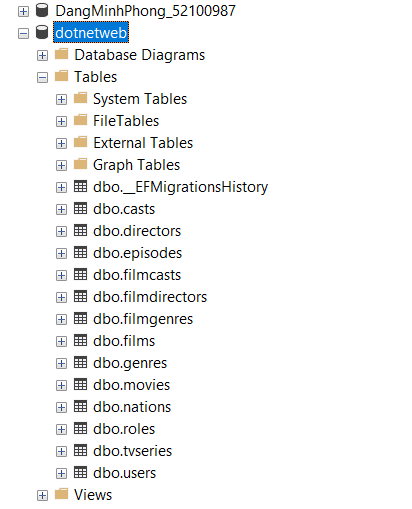 DangMinhPhong_52100987
dotnetweb
Database Diagrams
Tables
System Tables
FileTables
External Tables
Graph Tables
dbo.__EFMigrationsHistory
dbo.casts
dbo.directors
dbo.episodes
dbo.filmcasts
dbo.filmdirectors
dbo.filmgenres
dbo.films
dbo.genres
dbo.movies
dbo.nations
dbo.roles
dbo.tvseries
dbo.users
Views